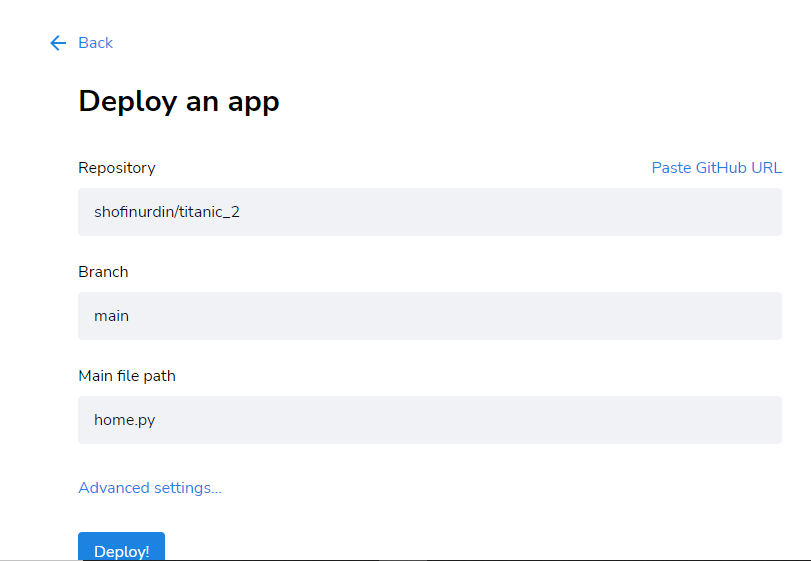 Back
Deploy an app
Repository Paste GitHub URL
shofinurdin/titanic_2
Branch
main
Main file path
home.py
Advanced settings...
Deploy!